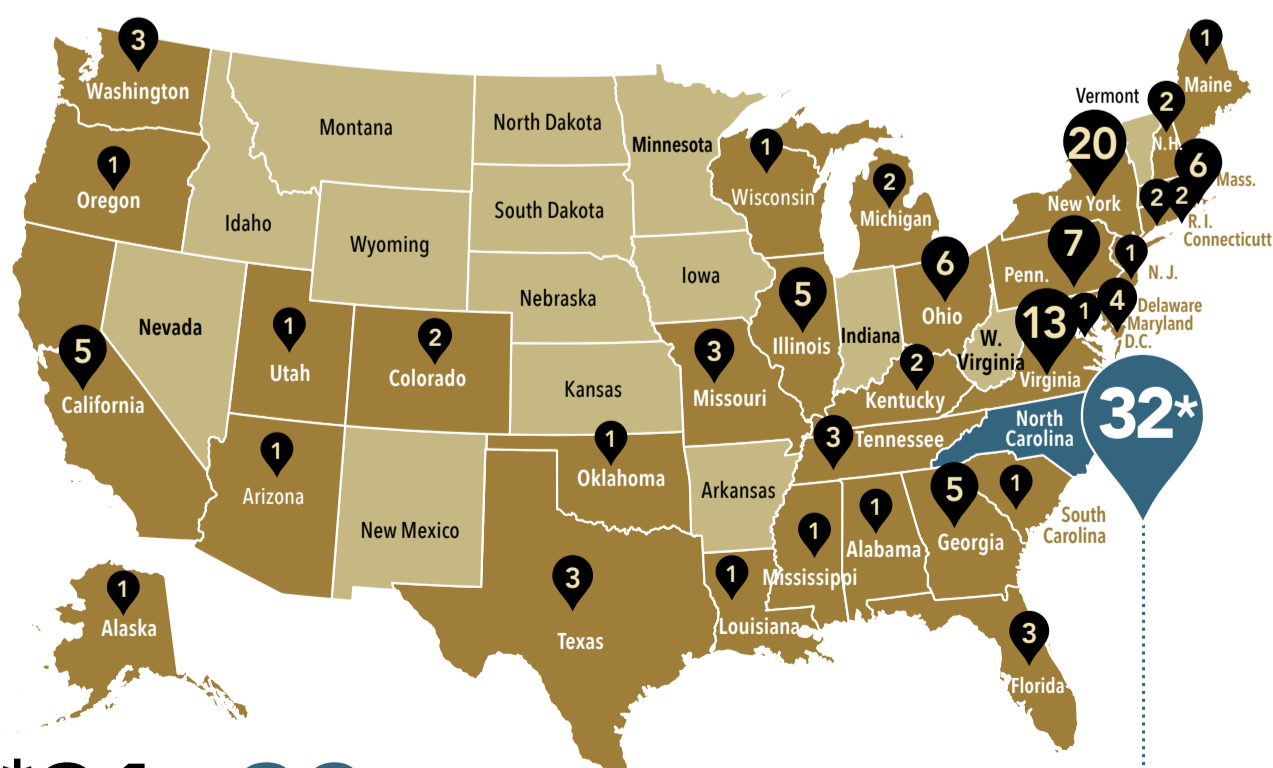 3
Washington
1
Oregon
Idaho
Montana
Wyoming
North Dakota
South Dakota
Nebraska
Kansas
Minnesota
Iowa
1
Wisconsin
2
Michigan
Vermont
2
N.H.
1
Maine
20
New York
6
Mass.
2
2
R. I.
Connecticutt
7
Penn.
1
N. J.
6
Ohio
5
Illinois
Indiana
W.
Virginia
13
Virginia
1
4
Delaware
Maryland
D.C.
5
California
Nevada
1
Utah
2
Colorado
3
Missouri
2
Kentucky
32*
North
Carolina
3
Tennessee
1
Arizona
New Mexico
1
Oklahoma
Arkansas
1
Mississippi
1
Alabama
5
Georgia
1
South
Carolina
3
Texas
1
Louisiana
3
Florida
1
Alaska